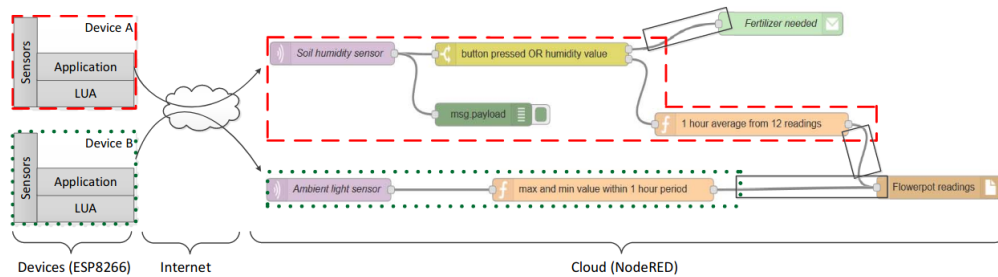 Device A
Sensors
Application
LUA
Device B
Sensors
Application
LUA
Soil humidity sensor
button pressed OR humidity value
Fertilizer needed
msg.payload
1 hour average from 12 readings
Ambient light sensor
max and min value within 1 hour period
Flowerpot readings
Devices (ESP8266)
Internet
Cloud (NodeRED)